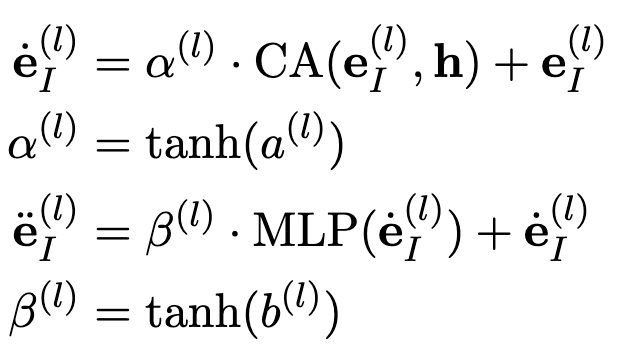 ė_I^(l) = α^(l) · CA(e_I^(l), h) + e_I^(l)
α^(l) = tanh(a^(l))
ë_I^(l) = β^(l) · MLP(ė_I^(l)) + ė_I^(l)
β^(l) = tanh(b^(l))